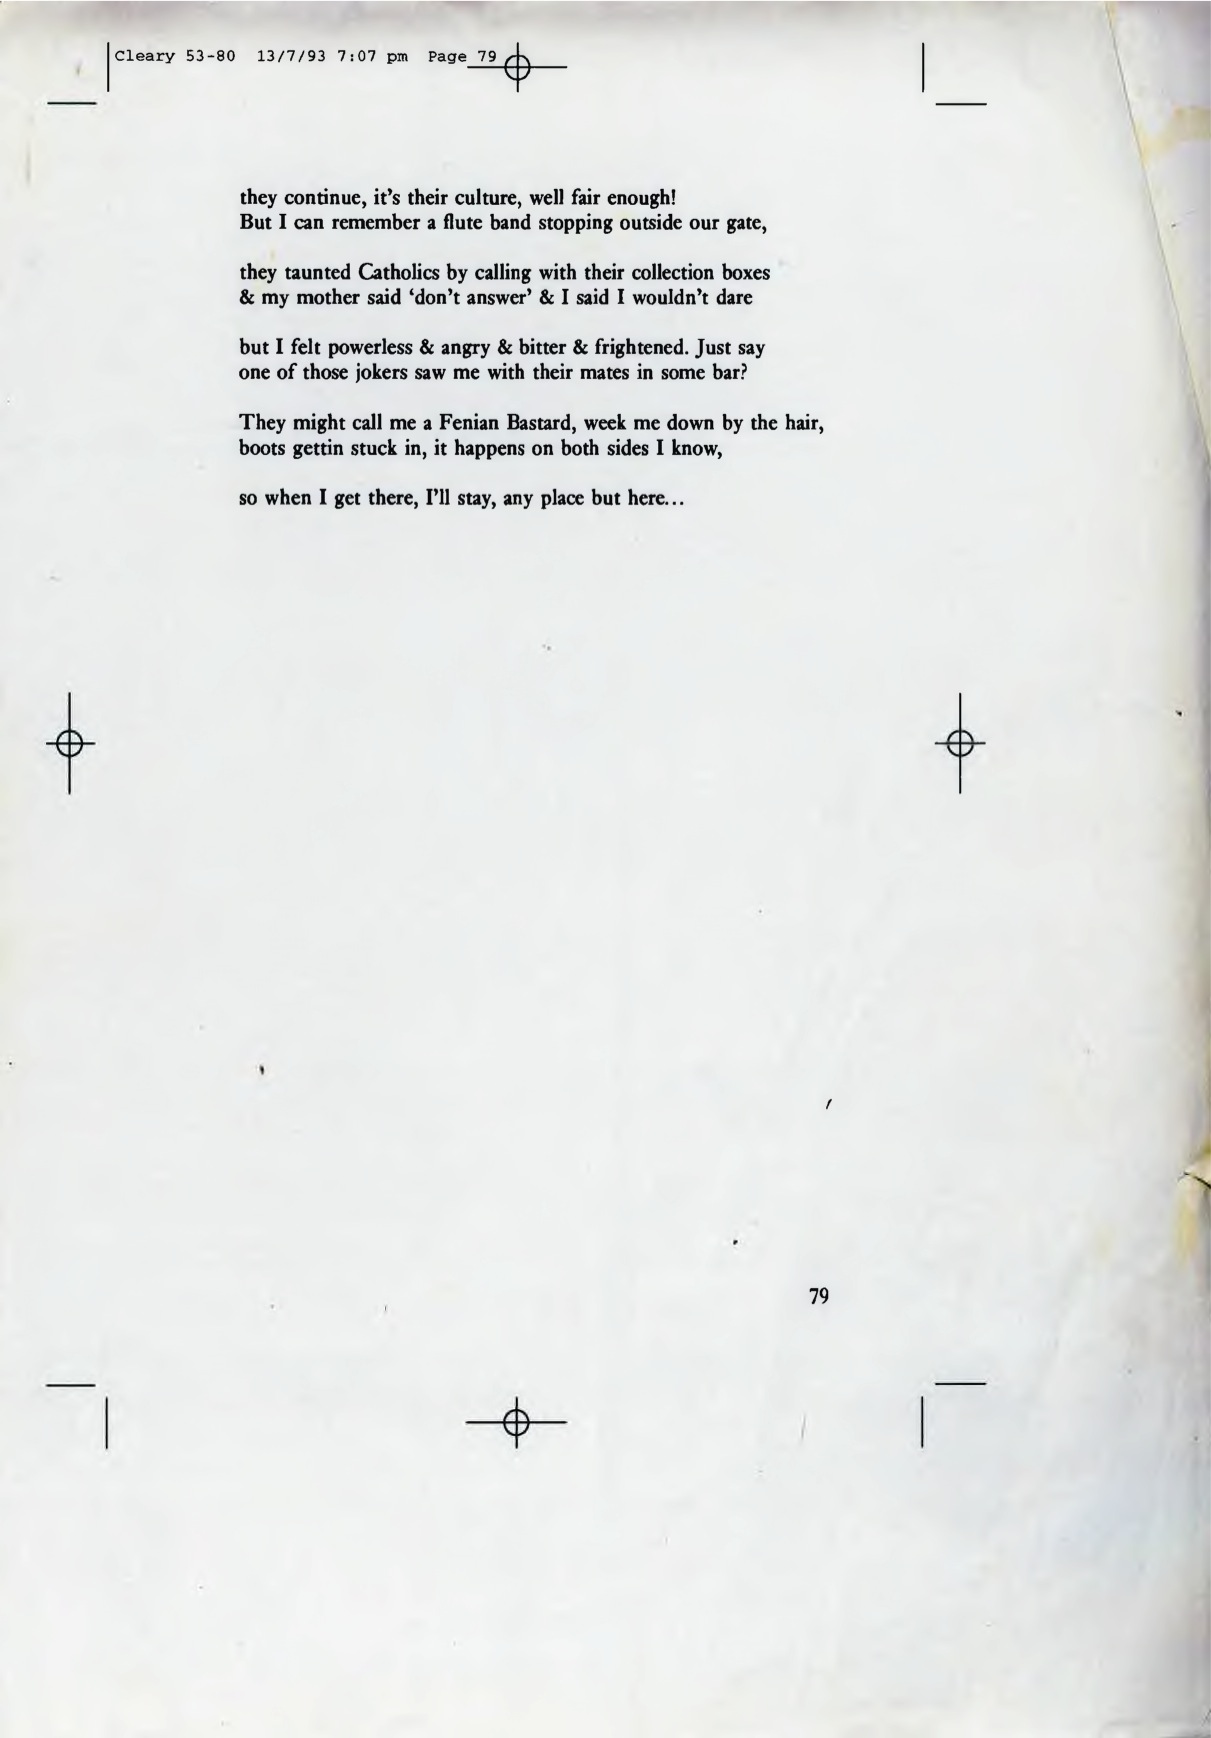 Cleary 53-80 13/7/93 7:07 pm Page 79
they continue, it's their culture, well fair enough!
But I can remember a flute band stopping outside our gate,
they taunted Catholics by calling with their collection boxes
& my mother said ‘don’t answer’ & I said I wouldn’t dare
but I felt powerless & angry & bitter & frightened. Just say
one of those jokers saw me with their mates in some bar?
They might call me a Fenian Bastard, week me down by the hair,
boots gettin stuck in, it happens on both sides I know,
so when I get there, I’ll stay, any place but here...
79